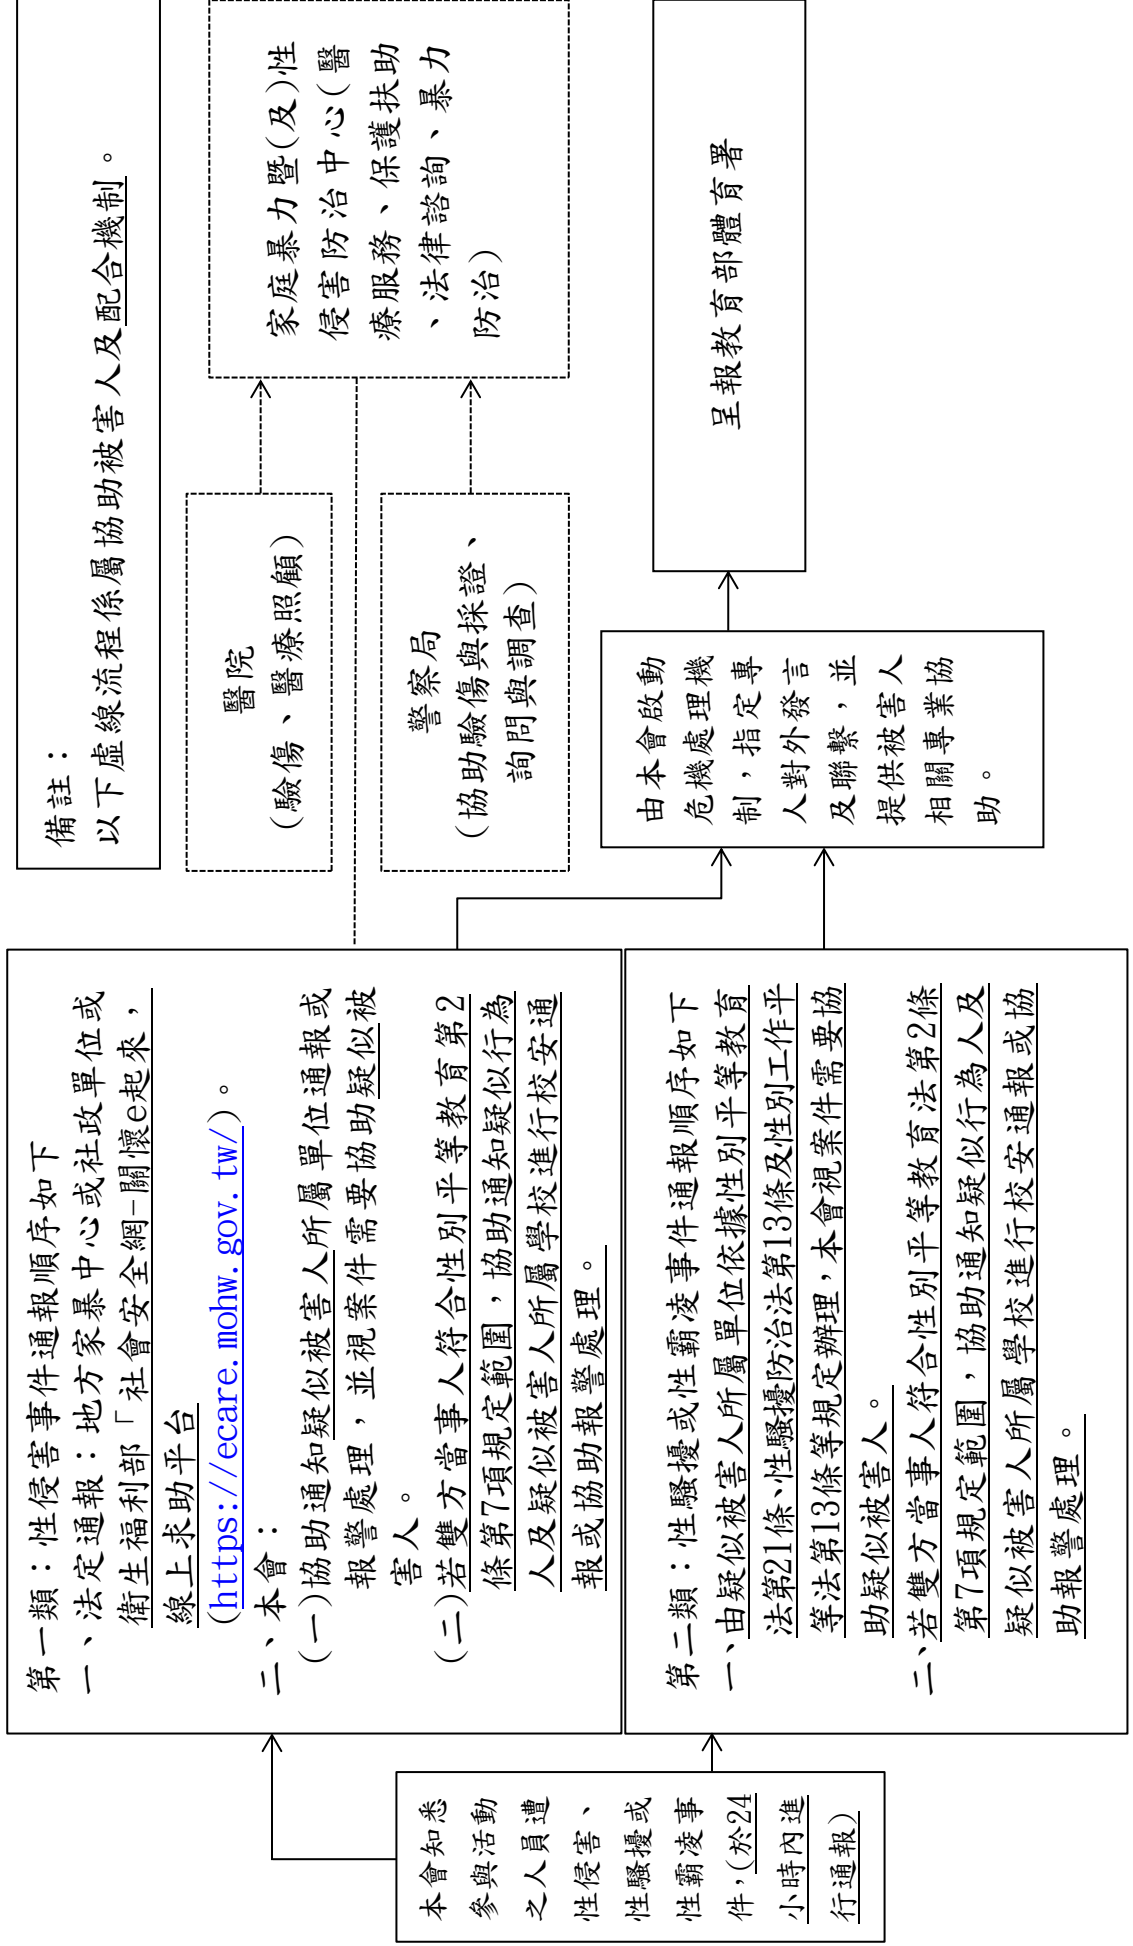 備註：
以下虛線流程係屬協助被害人及配合機制。
本會知悉
參與活動
之人員遭
性侵害、
性騷擾或
性霸凌事
件，(於24
小時內進
行通報)
第一類：性侵害事件通報順序如下
一、法定通報：地方家暴中心或社政單位或
衛生福利部「社會安全網-關懷e起來，
線上求助平台
(https://ecare.mohw.gov.tw/)。
二、本會：
(一)協助通知疑似被害人所屬單位通報或
報警處理，並視案件需要協助疑似被
害人。
(二)若雙方當事人符合性別平等教育第2
條第7項規定範圍，協助通知疑似行為
人及疑似被害人所屬學校進行校安通
報或協助報警處理。
第二類：性騷擾或性霸凌事件通報順序如下
一、由疑似被害人所屬單位依據性別平等教育
法第21條、性騷擾防治法第13條及性別工作平
等法第13條等規定辦理，本會視案件需要協
助疑似被害人。
二、若雙方當事人符合性別平等教育法第2條
第7項規定範圍，協助通知疑似行為人及
疑似被害人所屬學校進行校安通報或協
助報警處理。
醫院
(驗傷、醫療照顧)
警察局
(協助驗傷與採證、
詢問與調查)
家庭暴力暨(及)性
侵害防治中心(醫
療服務、保護扶助
、法律諮詢、暴力
防治)
由本會啟動
危機處理機
制，指定專
人對外發言
及聯繫，並
提供被害人
相關專業協
助。
呈報教育部體育署